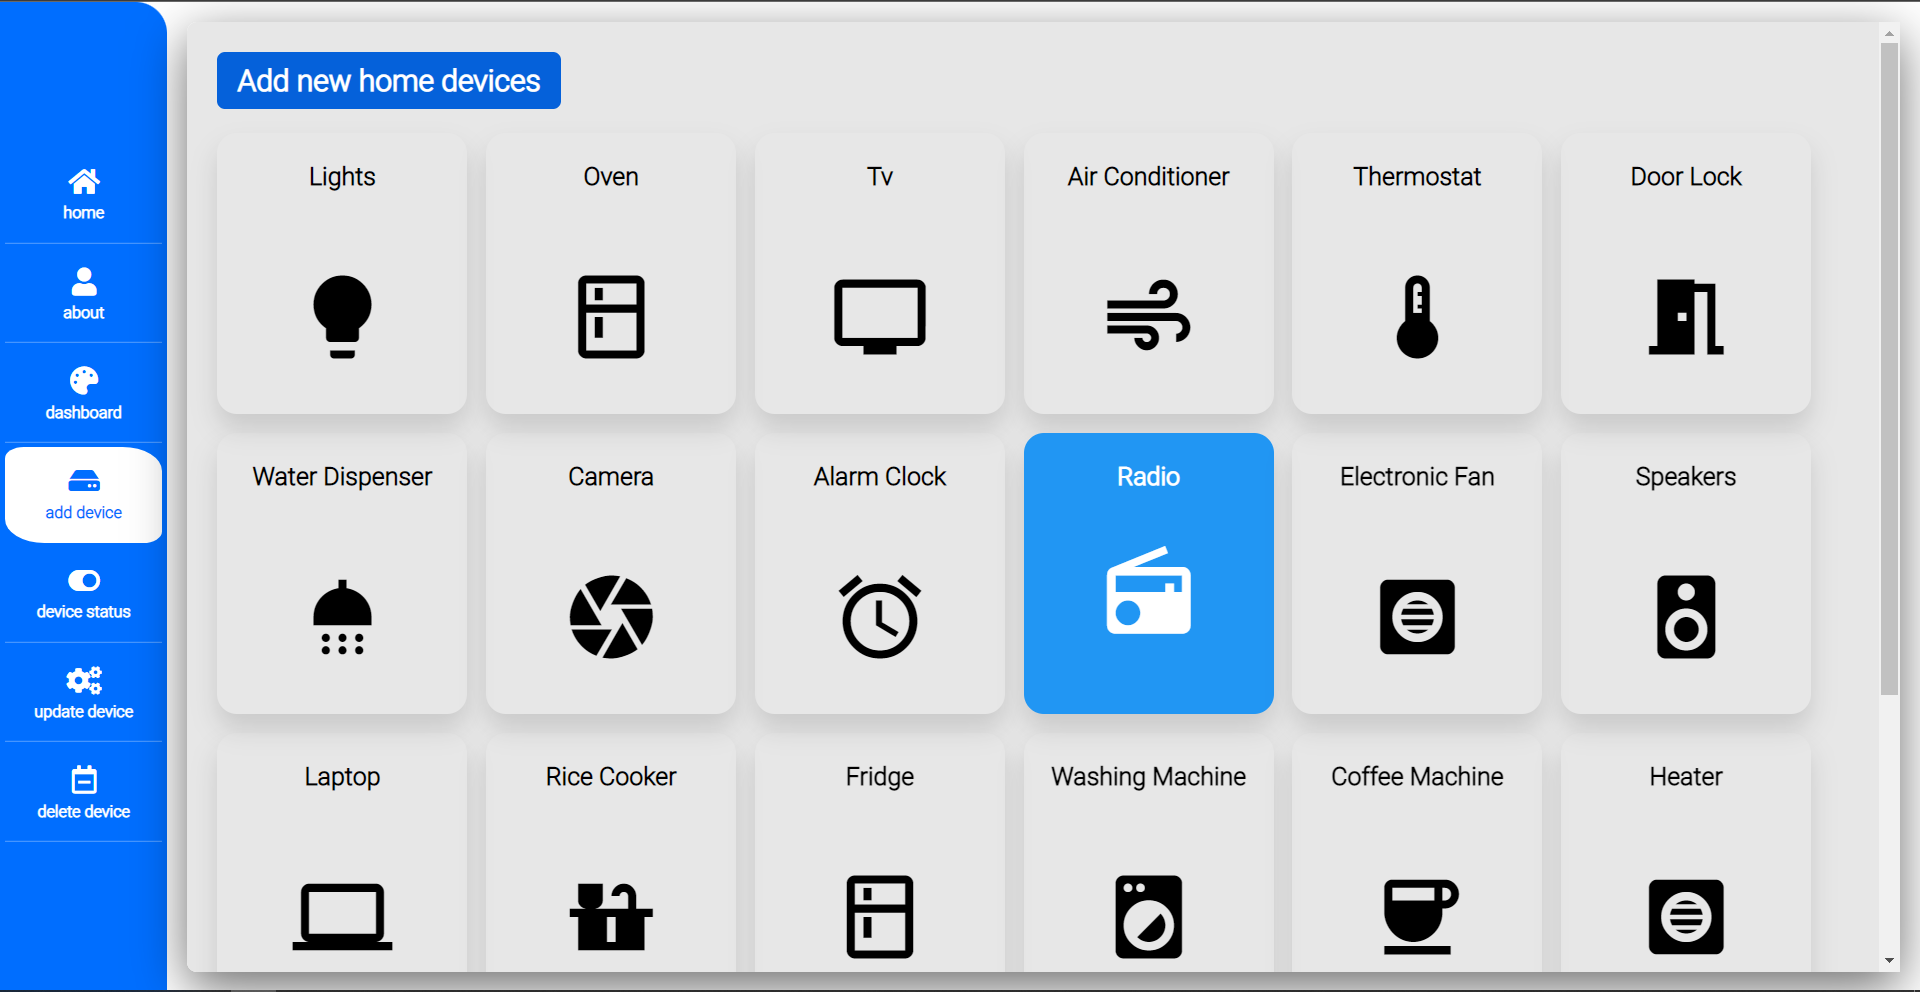 home
about
dashboard
add device
device status
update device
delete device
Add new home devices
Lights
Oven
Tv
Air Conditioner
Thermostat
Door Lock
Water Dispenser
Camera
Alarm Clock
Radio
Electronic Fan
Speakers
Laptop
Rice Cooker
Fridge
Washing Machine
Coffee Machine
Heater